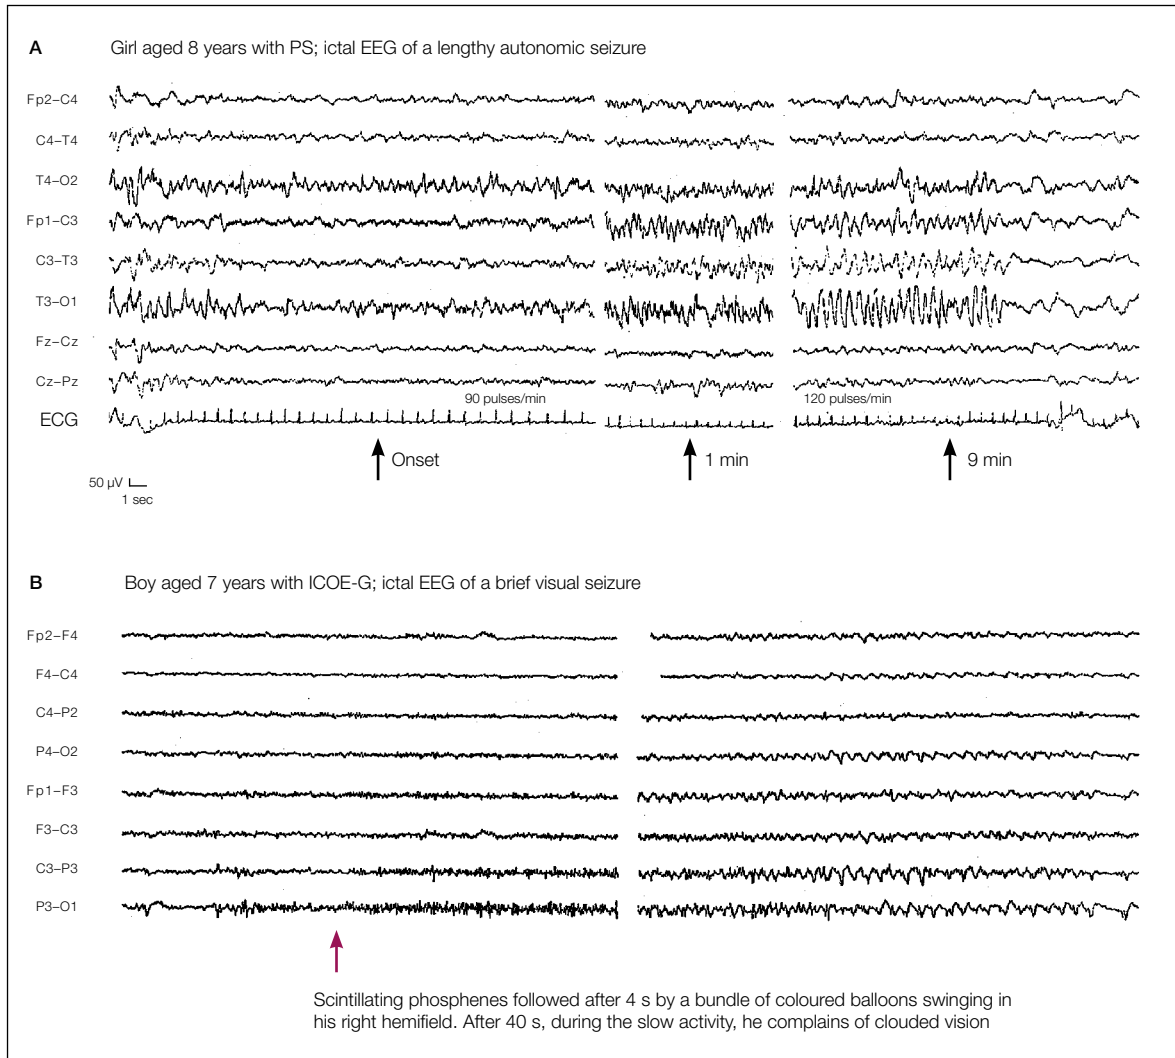 A Girl aged 8 years with PS; ictal EEG of a lengthy autonomic seizure
Fp2–C4
C4–T4
T4–O2
Fp1–C3
C3–T3
T3–O1
Fz–Cz
Cz–Pz
90 pulses/min 120 pulses/min
ECG
Onset 1 min 9 min
50 µV
1 sec
B Boy aged 7 years with ICOE-G; ictal EEG of a brief visual seizure
Fp2–F4
F4–C4
C4–P2
P4–O2
Fp1–F3
F3–C3
C3–P3
P3–O1
Scintillating phosphenes followed after 4 s by a bundle of coloured balloons swinging in
his right hemifield. After 40 s, during the slow activity, he complains of clouded vision